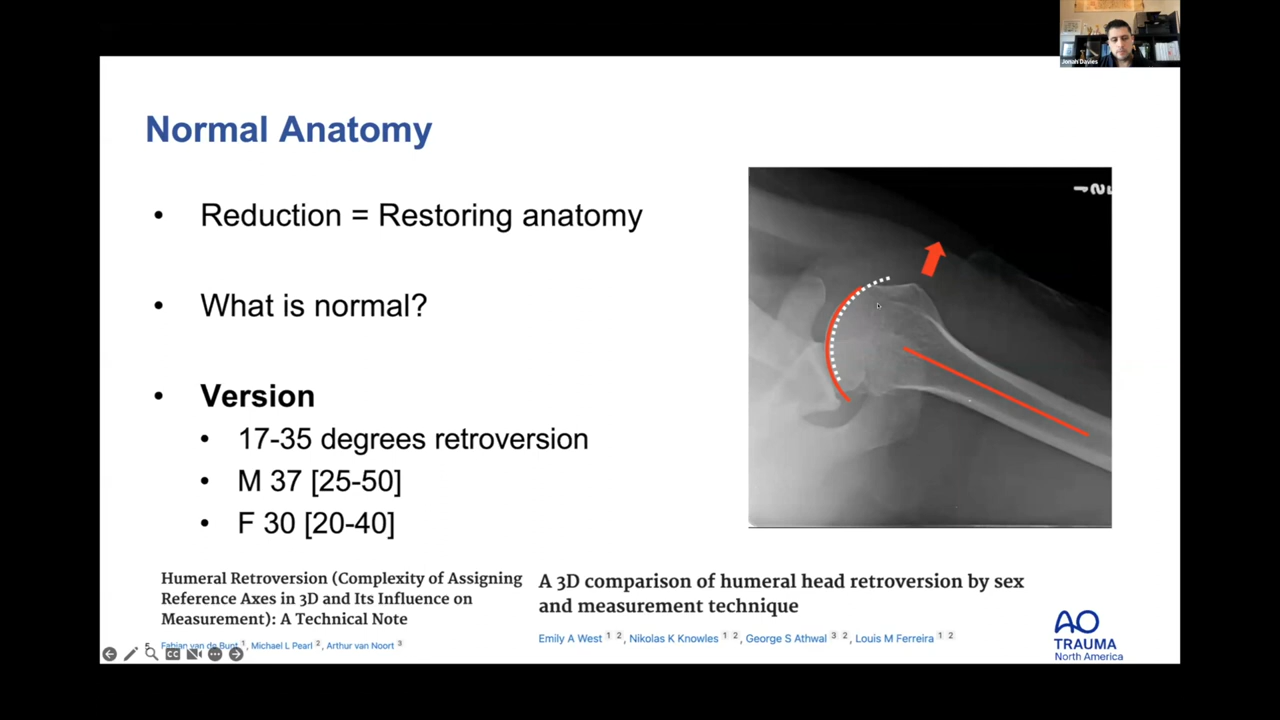 Jonah Davies
Normal Anatomy
• Reduction = Restoring anatomy
• What is normal?
• Version
• 17-35 degrees retroversion
• M 37 [25-50]
• F 30 [20-40]
Humeral Retroversion (Complexity of Assigning
Reference Axes in 3D and Its Influence on
Measurement): A Technical Note
Fabian van de Bunt 1, Michael L Pearl 2, Arthur van Noort 3
A 3D comparison of humeral head retroversion by sex
and measurement technique
Emily A West 1 2, Nikolas K Knowles 1 2, George S Athwal 3 2, Louis M Ferreira 1 2
AO
TRAUMA
North America
CC